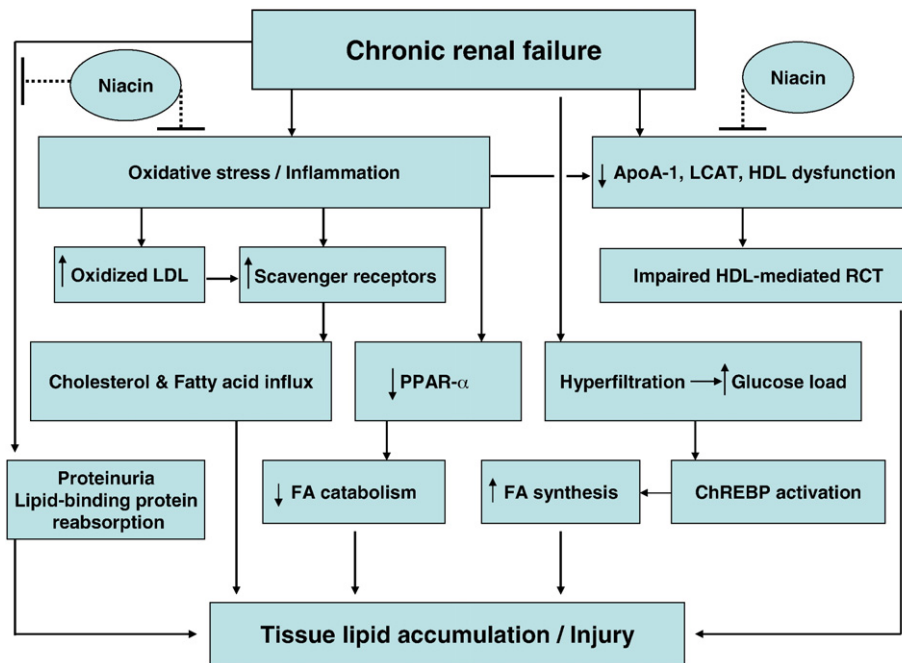 Chronic renal failure
Niacin
Niacin
Oxidative stress / Inflammation
↓ ApoA-1, LCAT, HDL dysfunction
↑ Oxidized LDL
↑ Scavenger receptors
Impaired HDL-mediated RCT
Cholesterol & Fatty acid influx
↓ PPAR-α
Hyperfiltration → ↑ Glucose load
Proteinuria
Lipid-binding protein
reabsorption
↓ FA catabolism
↑ FA synthesis
ChREBP activation
Tissue lipid accumulation / Injury